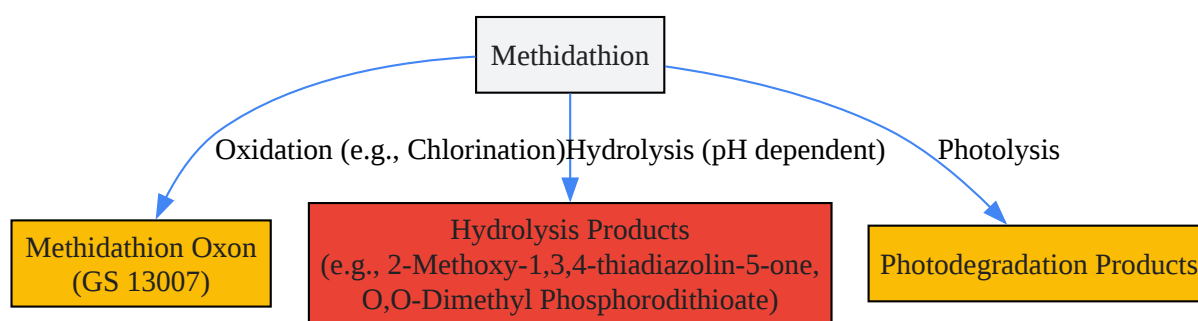 Methidathion
Oxidation (e.g., Chlorination)
Hydrolysis (pH dependent)
Photolysis
Methidathion Oxon
(GS 13007)
Hydrolysis Products
(e.g., 2-Methoxy-1,3,4-thiadiazolin-5-one,
O,O-Dimethyl Phosphorodithioate)
Photodegradation Products